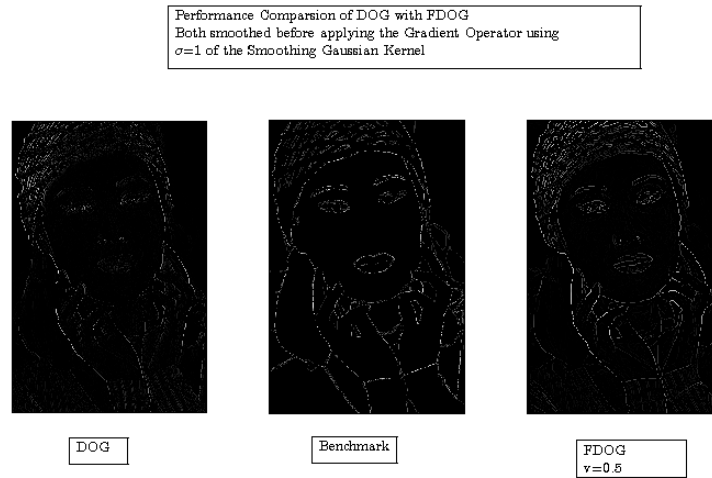 Performance Comparsion of DOG with FDOG
Both smoothed before applying the Gradient Operator using
σ=1 of the Smoothing Gaussian Kernel
DOG
Benchmark
FDOG
v=0.5